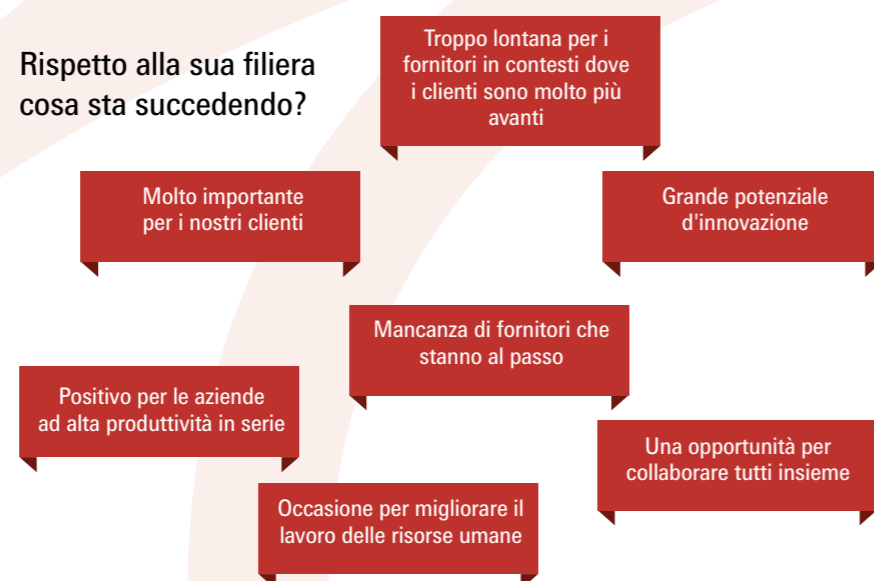 Rispetto alla sua filiera
cosa sta succedendo?
Troppo lontana per i
fornitori in contesti dove
i clienti sono molto più
avanti
Molto importante
per i nostri clienti
Grande potenziale
d'innovazione
Mancanza di fornitori che
stanno al passo
Positivo per le aziende
ad alta produttività in serie
Una opportunità per
collaborare tutti insieme
Occasione per migliorare il
lavoro delle risorse umane